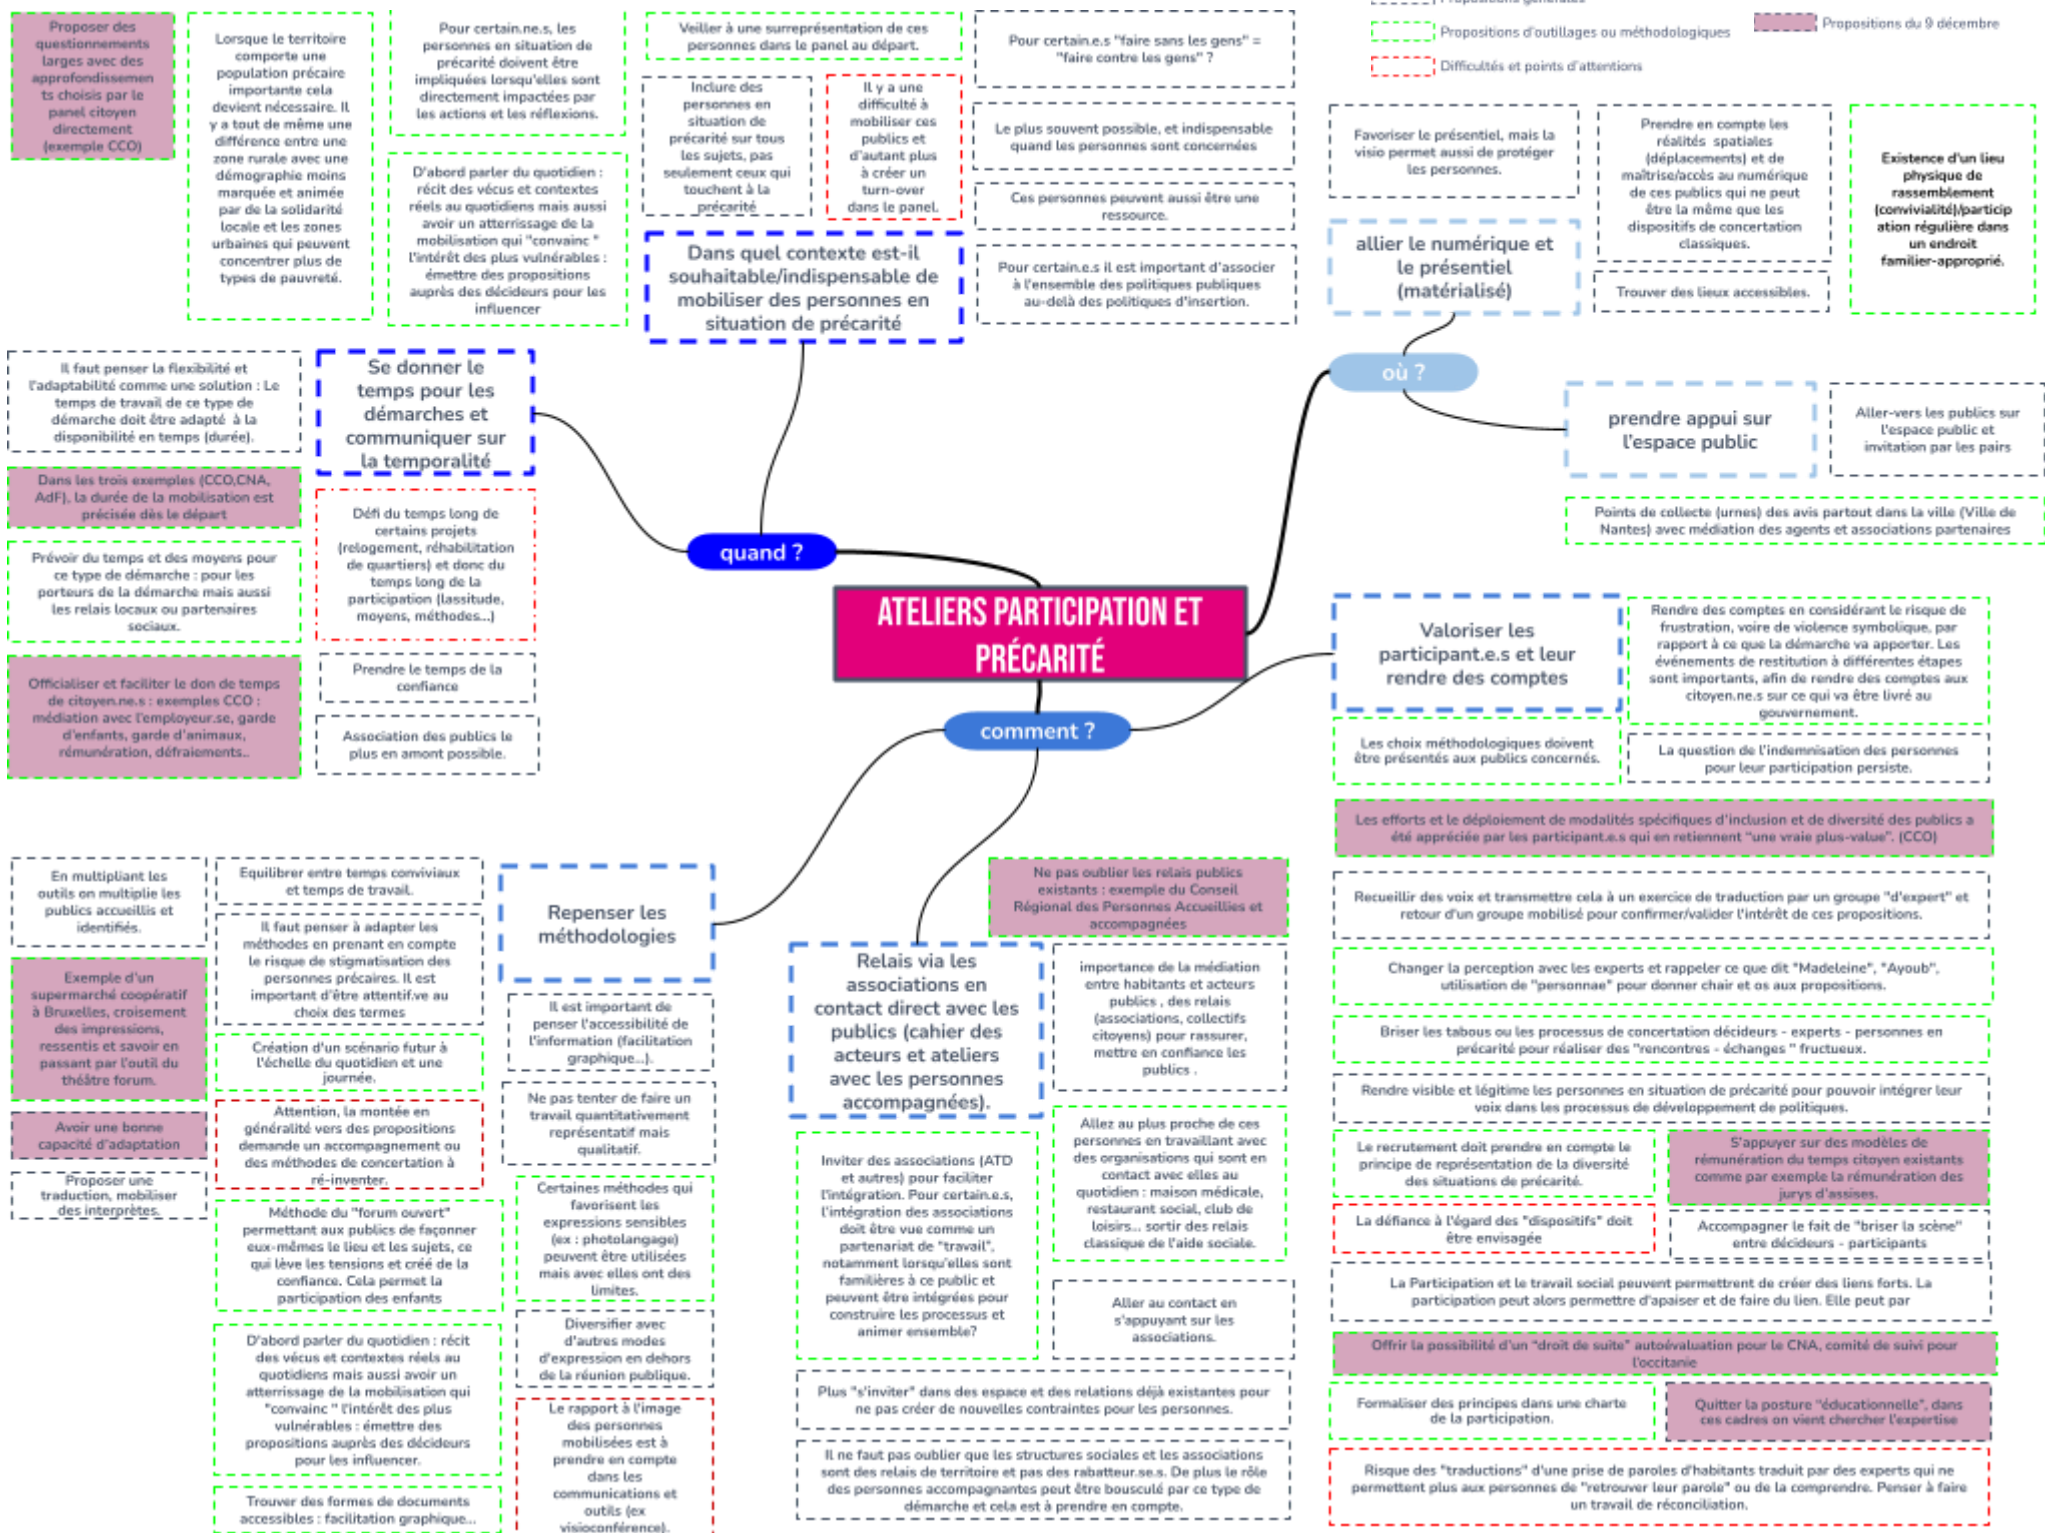 Proposer des
questionnements
larges avec des
approfondissemen
ts choisis par le
panel citoyen
directement
(exemple CCO)
Lorsque le territoire
comporte une
population précaire
importante cela
devient nécessaire. Il
y a tout de même une
différence entre une
zone rurale avec une
démographie moins
marquée et animée
par de la solidarité
locale et les zones
urbaines qui peuvent
concentrer plus de
types de pauvreté.
Pour certain.ne.s, les
personnes en situation de
précarité doivent être
impliquées lorsqu'elles sont
directement impactées par
les actions et les réflexions.
D'abord parler du quotidien :
récit des vécus et contextes
réels au quotidiens mais aussi
avoir un atterrissage de la
mobilisation qui "convainc "
l'intérêt des plus vulnérables :
émettre des propositions
auprès des décideurs pour les
influencer
Veiller à une surreprésentation de ces
personnes dans le panel au départ.
Inclure des
personnes en
situation de
précarité sur tous
les sujets, pas
seulement ceux qui
touchent à la
précarité
Il y a une
difficulté à
mobiliser ces
publics et
d'autant plus
à créer un
turn-over
dans le panel.
Dans quel contexte est-il
souhaitable/indispensable de
mobiliser des personnes en
situation de précarité
Pour certain.e.s "faire sans les gens" =
"faire contre les gens" ?
Le plus souvent possible, et indispensable
quand les personnes sont concernées
Ces personnes peuvent aussi être une
ressource.
Pour certain.e.s il est important d'associer
à l'ensemble des politiques publiques
au-delà des politiques d'insertion.
Propositions générales
Propositions d'outillages ou méthodologiques
Difficultés et points d'attentions
Propositions du 9 décembre
Favoriser le présentiel, mais la
visio permet aussi de protéger
les personnes.
Prendre en compte les
réalités spatiales
(déplacements) et de
maîtrise/accès au numérique
de ces publics qui ne peut
être la même que les
dispositifs de concertation
classiques.
Existence d'un lieu
physique de
rassemblement
(convivialité)/particip
ation régulière dans
un endroit
familier-approprié.
allier le numérique et
le présentiel
(matérialisé)
Trouver des lieux accessibles.
où ?
prendre appui sur
l'espace public
Aller-vers les publics sur
l'espace public et
invitation par les pairs
Points de collecte (urnes) des avis partout dans la ville (Ville de
Nantes) avec médiation des agents et associations partenaires
Il faut penser la flexibilité et
l'adaptabilité comme une solution : Le
temps de travail de ce type de
démarche doit être adapté à la
disponibilité en temps (durée).
Se donner le
temps pour les
démarches et
communiquer sur
la temporalité
Dans les trois exemples (CCO,CNA,
AdF), la durée de la mobilisation est
précisée dès le départ
Prévoir du temps et des moyens pour
ce type de démarche : pour les
porteurs de la démarche mais aussi
les relais locaux ou partenaires
sociaux.
Officialiser et faciliter le don de temps
de citoyen.ne.s : exemples CCO :
médiation avec l'employeur.se, garde
d'enfants, garde d'animaux,
rémunération, défraiements..
Défi du temps long de
certains projets
(relogement, réhabilitation
de quartiers) et donc du
temps long de la
participation (lassitude,
moyens, méthodes...)
Prendre le temps de la
confiance
Association des publics le
plus en amont possible.
quand ?
ATELIERS PARTICIPATION ET
PRÉCARITÉ
comment ?
Valoriser les
participant.e.s et leur
rendre des comptes
Rendre des comptes en considérant le risque de
frustration, voire de violence symbolique, par
rapport à ce que la démarche va apporter. Les
événements de restitution à différentes étapes
sont importants, afin de rendre des comptes aux
citoyen.ne.s sur ce qui va être livré au
gouvernement.
Les choix méthodologiques doivent
être présentés aux publics concernés.
La question de l'indemnisation des personnes
pour leur participation persiste.
Les efforts et le déploiement de modalités spécifiques d'inclusion et de diversité des publics a
été appréciée par les participant.e.s qui en retiennent "une vraie plus-value". (CCO)
Recueillir des voix et transmettre cela à un exercice de traduction par un groupe "d'expert" et
retour d'un groupe mobilisé pour confirmer/valider l'intérêt de ces propositions.
Changer la perception avec les experts et rappeler ce que dit "Madeleine", "Ayoub",
utilisation de "personnae" pour donner chair et os aux propositions.
Briser les tabous ou les processus de concertation décideurs - experts - personnes en
précarité pour réaliser des "rencontres - échanges " fructueux.
Rendre visible et légitime les personnes en situation de précarité pour pouvoir intégrer leur
voix dans les processus de développement de politiques.
Le recrutement doit prendre en compte le
principe de représentation de la diversité
des situations de précarité.
S'appuyer sur des modèles de
rémunération du temps citoyen existants
comme par exemple la rémunération des
jurys d'assises.
La défiance à l'égard des "dispositifs" doit
être envisagée
Accompagner le fait de "briser la scène"
entre décideurs - participants
La Participation et le travail social peuvent permettrent de créer des liens forts. La
participation peut alors permettre d'apaiser et de faire du lien. Elle peut par
Offrir la possibilité d'un "droit de suite" autoévaluation pour le CNA, comité de suivi pour
l'occitanie
Formaliser des principes dans une charte
de la participation.
Quitter la posture "éducationnelle", dans
ces cadres on vient chercher l'expertise
Risque des "traductions" d'une prise de paroles d'habitants traduit par des experts qui ne
permettent plus aux personnes de "retrouver leur parole" ou de la comprendre. Penser à faire
un travail de réconciliation.
En multipliant les
outils on multiplie les
publics accueillis et
identifiés.
Exemple d'un
supermarché coopératif
à Bruxelles, croisement
des impressions,
ressentis et savoir en
passant par l'outil du
théâtre forum.
Avoir une bonne
capacité d'adaptation
Proposer une
traduction, mobiliser
des interprètes.
Equilibrer entre temps conviviaux
et temps de travail.
Il faut penser à adapter les
méthodes en prenant en compte
le risque de stigmatisation des
personnes précaires. Il est
important d'être attentif.ve au
choix des termes
Création d'un scénario futur à
l'échelle du quotidien et une
journée.
Attention, la montée en
généralité vers des propositions
demande un accompagnement ou
des méthodes de concertation à
ré-inventer.
Méthode du "forum ouvert"
permettant aux publics de façonner
eux-mêmes le lieu et les sujets, ce
qui lève les tensions et créé de la
confiance. Cela permet la
participation des enfants
D'abord parler du quotidien : récit
des vécus et contextes réels au
quotidiens mais aussi avoir un
atterrissage de la mobilisation qui
"convainc " l'intérêt des plus
vulnérables : émettre des
propositions auprès des décideurs
pour les influencer.
Trouver des formes de documents
accessibles : facilitation graphique...
Repenser les
méthodologies
Il est important de
penser l'accessibilité de
l'information (facilitation
graphique...).
Ne pas tenter de faire un
travail quantitativement
représentatif mais
qualitatif.
Certaines méthodes qui
favorisent les
expressions sensibles
(ex : photolangage)
peuvent être utilisées
mais avec elles ont des
limites.
Diversifier avec
d'autres modes
d'expression en dehors
de la réunion publique.
Le rapport à l'image
des personnes
mobilisées est à
prendre en compte
dans les
communications et
outils (ex
visioconférence).
Ne pas oublier les relais publics
existants : exemple du Conseil
Régional des Personnes Accueillies et
accompagnées
Relais via les
associations en
contact direct avec les
publics (cahier des
acteurs et ateliers
avec les personnes
accompagnées).
importance de la médiation
entre habitants et acteurs
publics , des relais
(associations, collectifs
citoyens) pour rassurer,
mettre en confiance les
publics .
Inviter des associations (ATD
et autres) pour faciliter
l'intégration. Pour certain.e.s,
l'intégration des associations
doit être vue comme un
partenariat de "travail",
notamment lorsqu'elles sont
familières à ce public et
peuvent être intégrées pour
construire les processus et
animer ensemble?
Allez au plus proche de ces
personnes en travaillant avec
des organisations qui sont en
contact avec elles au
quotidien : maison médicale,
restaurant social, club de
loisirs... sortir des relais
classique de l'aide sociale.
Aller au contact en
s'appuyant sur les
associations.
Plus "s'inviter" dans des espace et des relations déjà existantes pour
ne pas créer de nouvelles contraintes pour les personnes.
Il ne faut pas oublier que les structures sociales et les associations
sont des relais de territoire et pas des rabatteur.se.s. De plus le rôle
des personnes accompagnantes peut être bousculé par ce type de
démarche et cela est à prendre en compte.